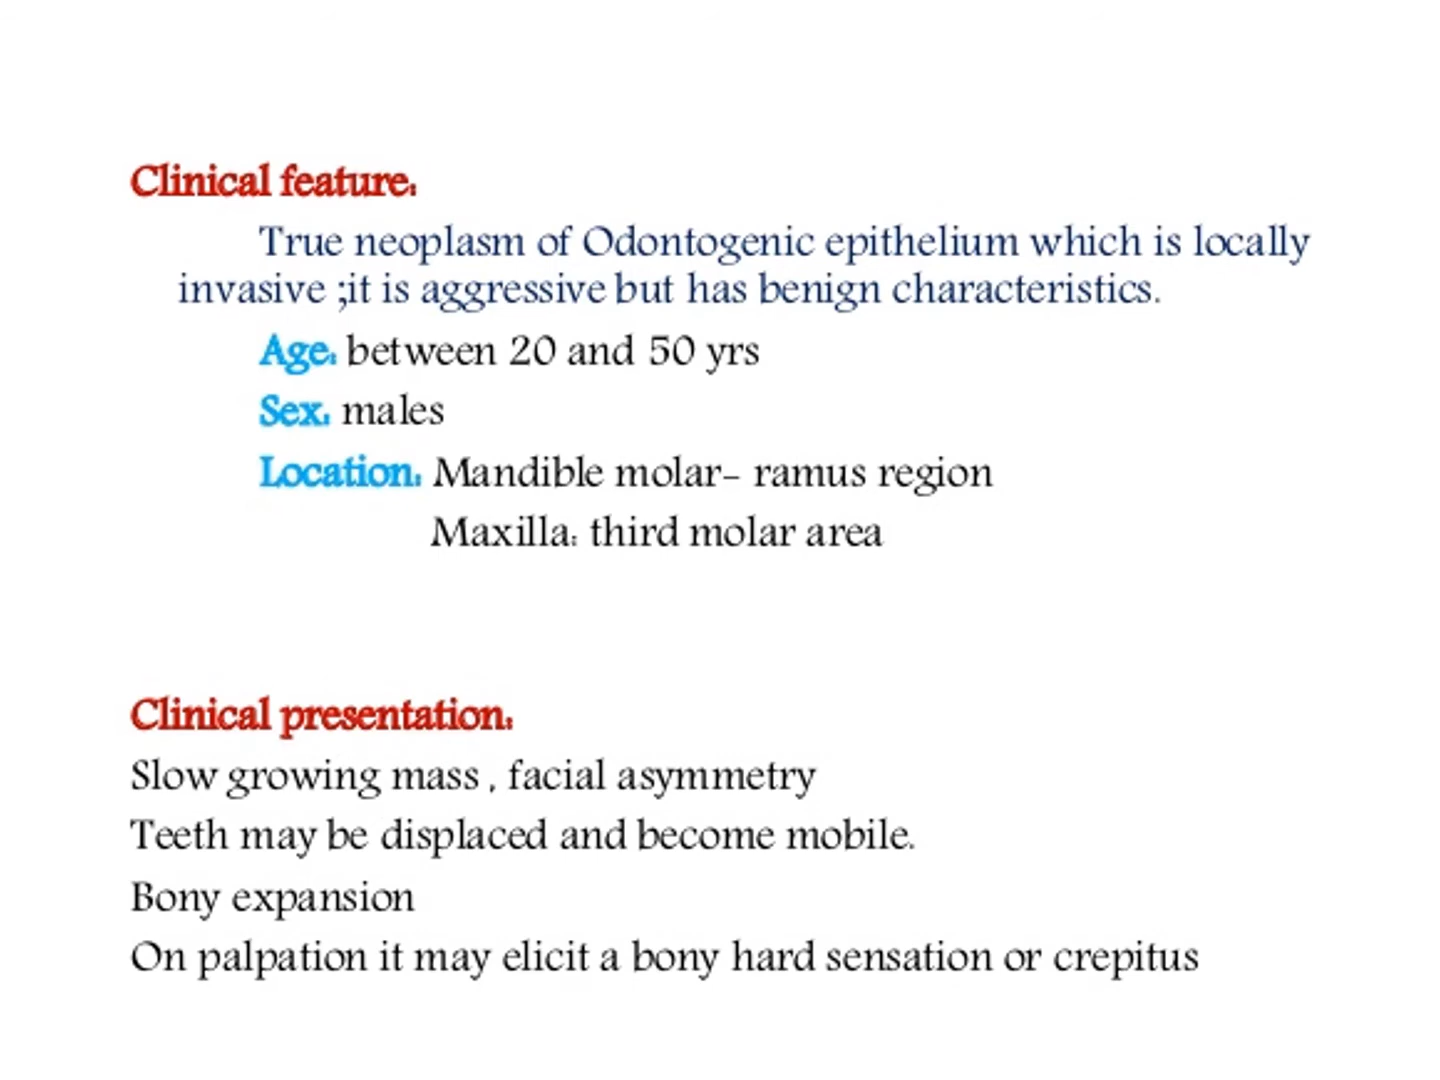 Clinical feature:
True neoplasm of Odontogenic epithelium which is locally
invasive ;it is aggressive but has benign characteristics.
Age: between 20 and 50 yrs
Sex: males
Location: Mandible molar- ramus region
Maxilla: third molar area
Clinical presentation:
Slow growing mass , facial asymmetry
Teeth may be displaced and become mobile.
Bony expansion
On palpation it may elicit a bony hard sensation or crepitus